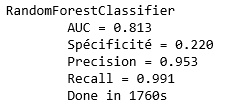 RandomForestClassifier
AUC = 0.813
Spécificité = 0.220
Precision = 0.953
Recall = 0.991
Done in 1760s